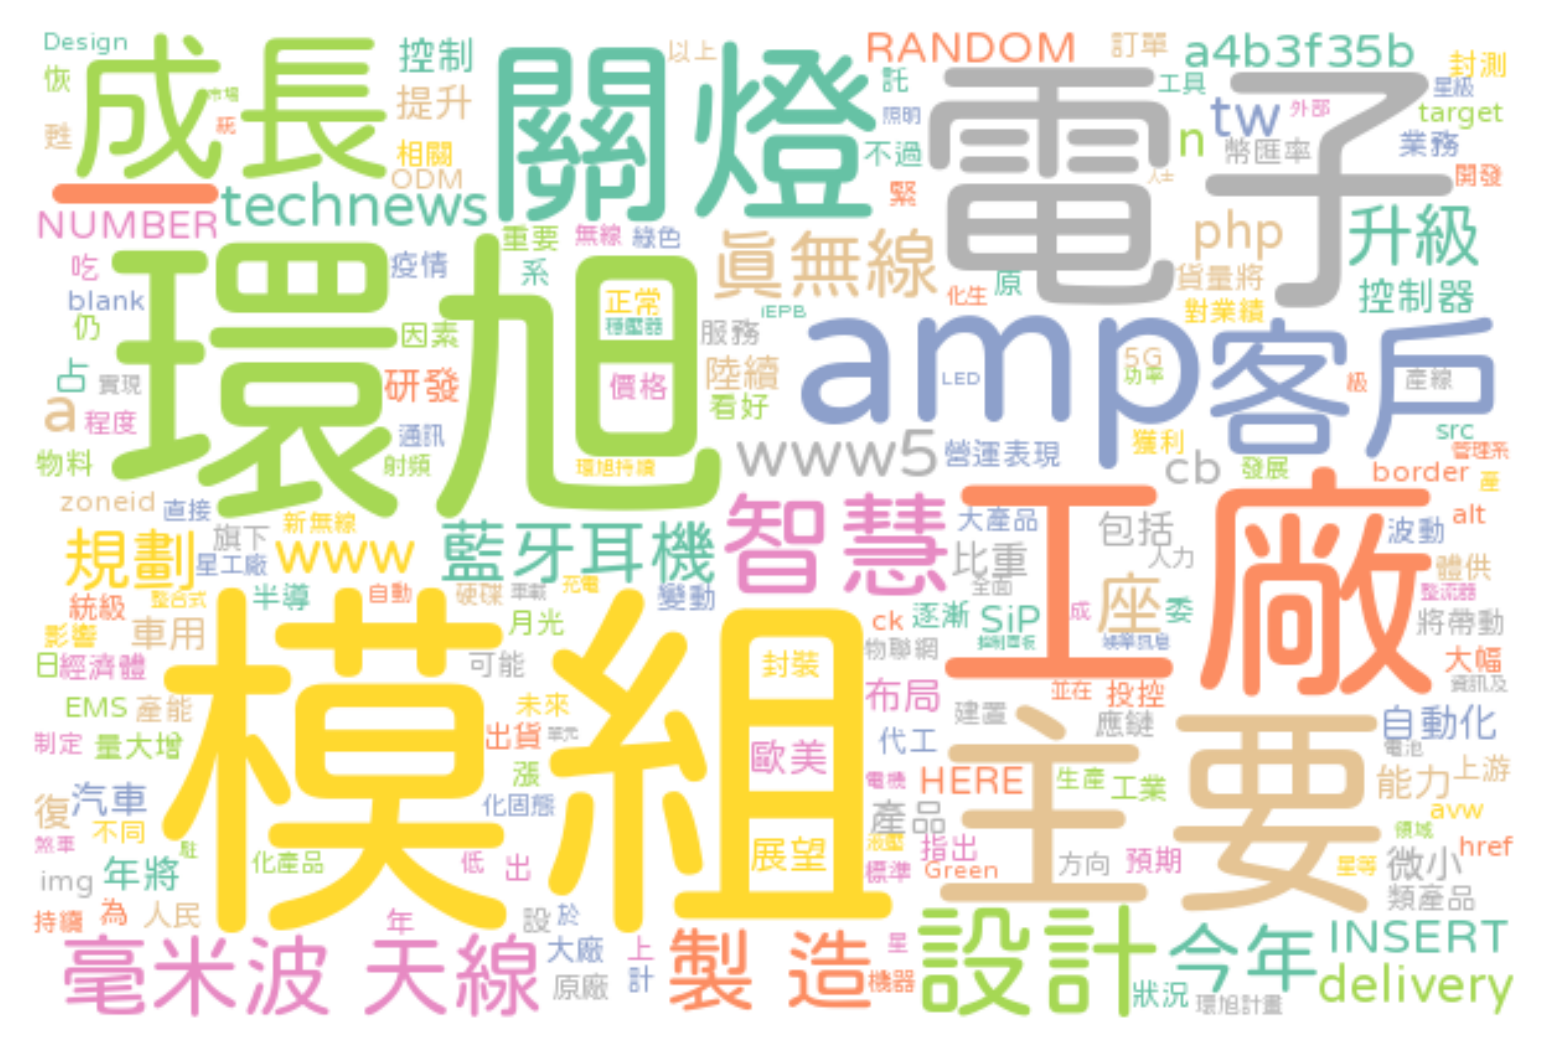 Design
成長
控制
關燈
以上
RANDOM
訂單
a4b3f35b
封測
恢
市場
提升
託
電子
工具
星級
甦
統
相關
照明
tw
外部
target
ODM
不過
n
幣匯率
業務
technews
緊
人士
開發
NUMBER
重要
無線
綠色
真無線
php
升級
吃
環旭
疫情
系
原
貨量將
blank
正常
iEPB
化生
對業績
控制器
仍
因素
穩壓器
服務
amp
客戶
占
實現
研發
價格
陸續
LED
5G
功率
級
產線
a
程度
看好
通訊
www5
獲利
src
物料
射頻
環旭持續
營運表現
cb
發展
border
管理系
產
zoneid
直接
新無線
智慧
工廠
大產品
包括
波動
alt
規劃
旗下
www
藍牙耳機
比重
人力
體供
星工廠
全面
整合式
半導
自動
硬碟
車載
充電
變動
座
成
委
整流器
統級
ck
逐漸
SiP
將帶動
影響
車用
模組
月光
物聯網
控制面板
大幅
日
經濟體
可能
封裝
並在
投控
資訊及
EMS
產能
未來
布局
建置
主要
應鏈
自動化
制定
量大增
出貨
單元
歐美
代工
電池
漲
電機
HERE
生產
工業
能力
上游
復
汽車
不同
化固態
產品
avw
煞車
駐
展望
液壓
指出
領域
href
img
年將
化產品
低
出
標準
Green
方向
預期
星等
微小
類產品
持續
為
人民
年
設
於
毫米波
天線
大廠
上
製造
星
設計
今年
INSERT
原廠
計
機器
狀況
環旭計畫
delivery